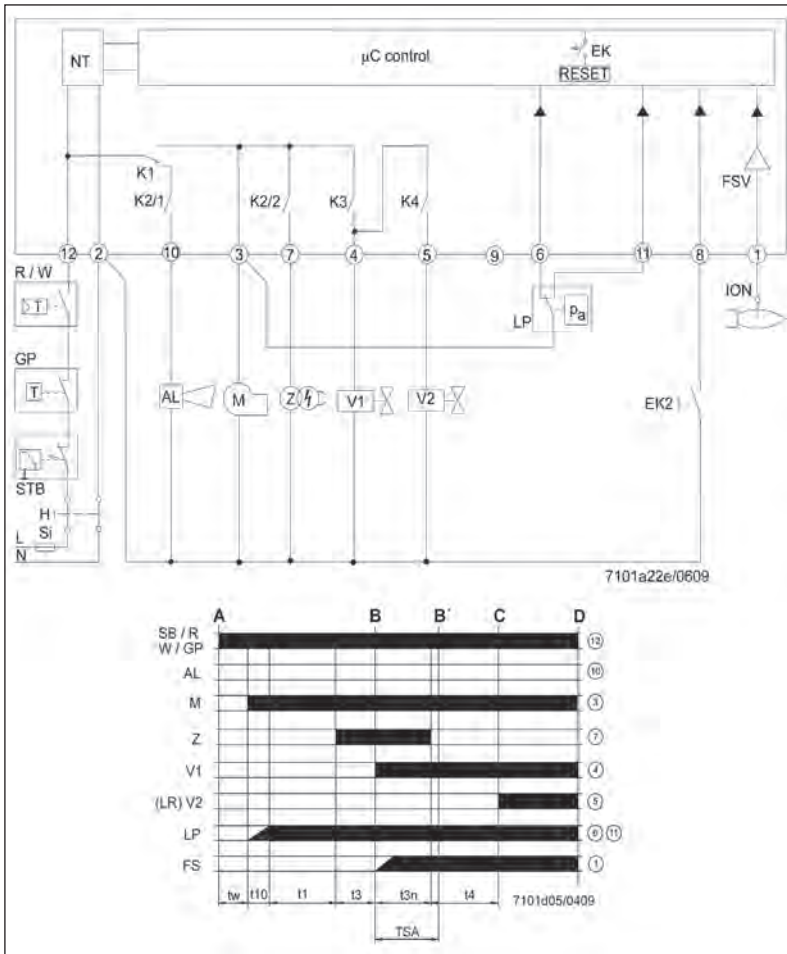 NT
µC control
EK
RESET
K1
K2/1
K2/2
K3
K4
FSV
12 2 10 3 7 4 5 9 6 11 8 1
R / W
T
GP
T
STB
H
Si
L
N
AL
M
Z
V1
V2
LP
pa
ION
EK2
7101a22e/0609
A B B´ C D
SB / R
W / GP
12
AL
10
M
3
Z
7
V1
4
(LR) V2
5
LP
6 11
FS
1
tw t10 t1 t3 t3n t4
7101d05/0409
TSA